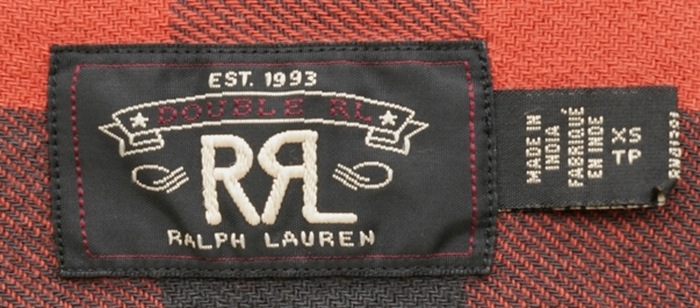 EST. 1993
DOUBLE RL
RRL
RALPH LAUREN
MADE IN
INDIA
FABRIQUÉ
EN INDE
XS
TP